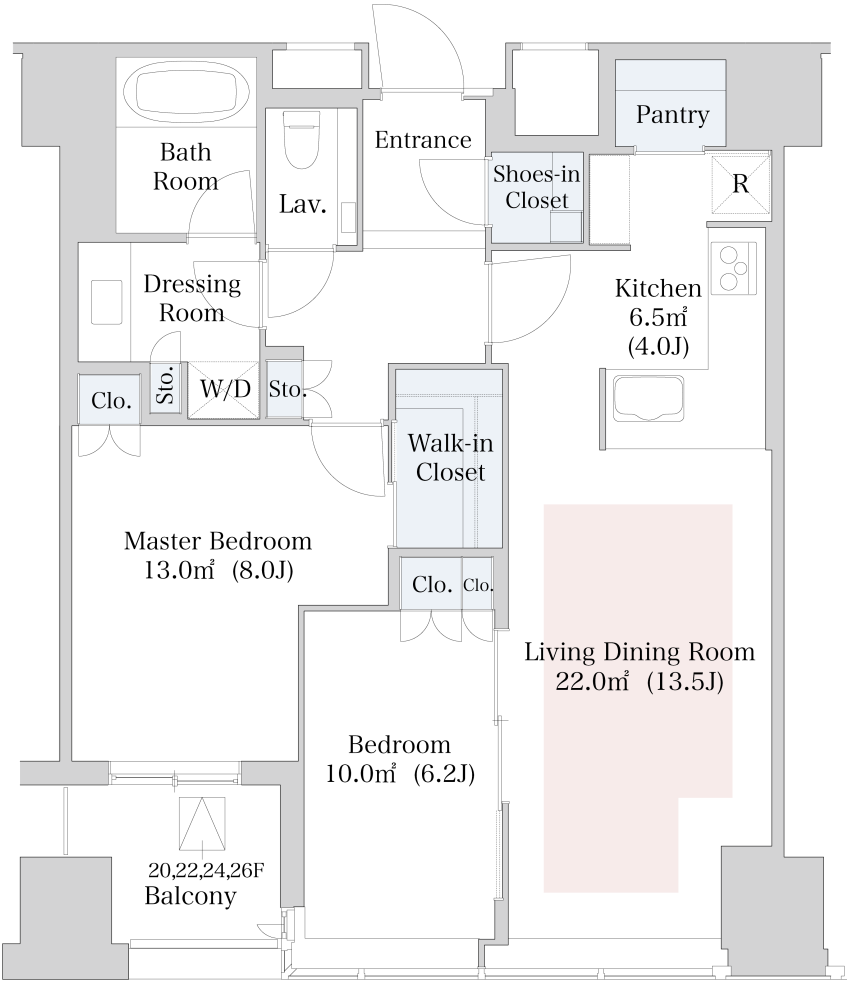 Pantry
Entrance
Bath
Room
Shoes-in
Closet
R
Lav.
Dressing
Room
Kitchen
6.5㎡
(4.0J)
Sto.
W/D
Sto.
Clo.
Walk-in
Closet
Master Bedroom
13.0㎡ (8.0J)
Clo.
Clo.
Living Dining Room
22.0㎡ (13.5J)
Bedroom
10.0㎡ (6.2J)
20,22,24,26F
Balcony